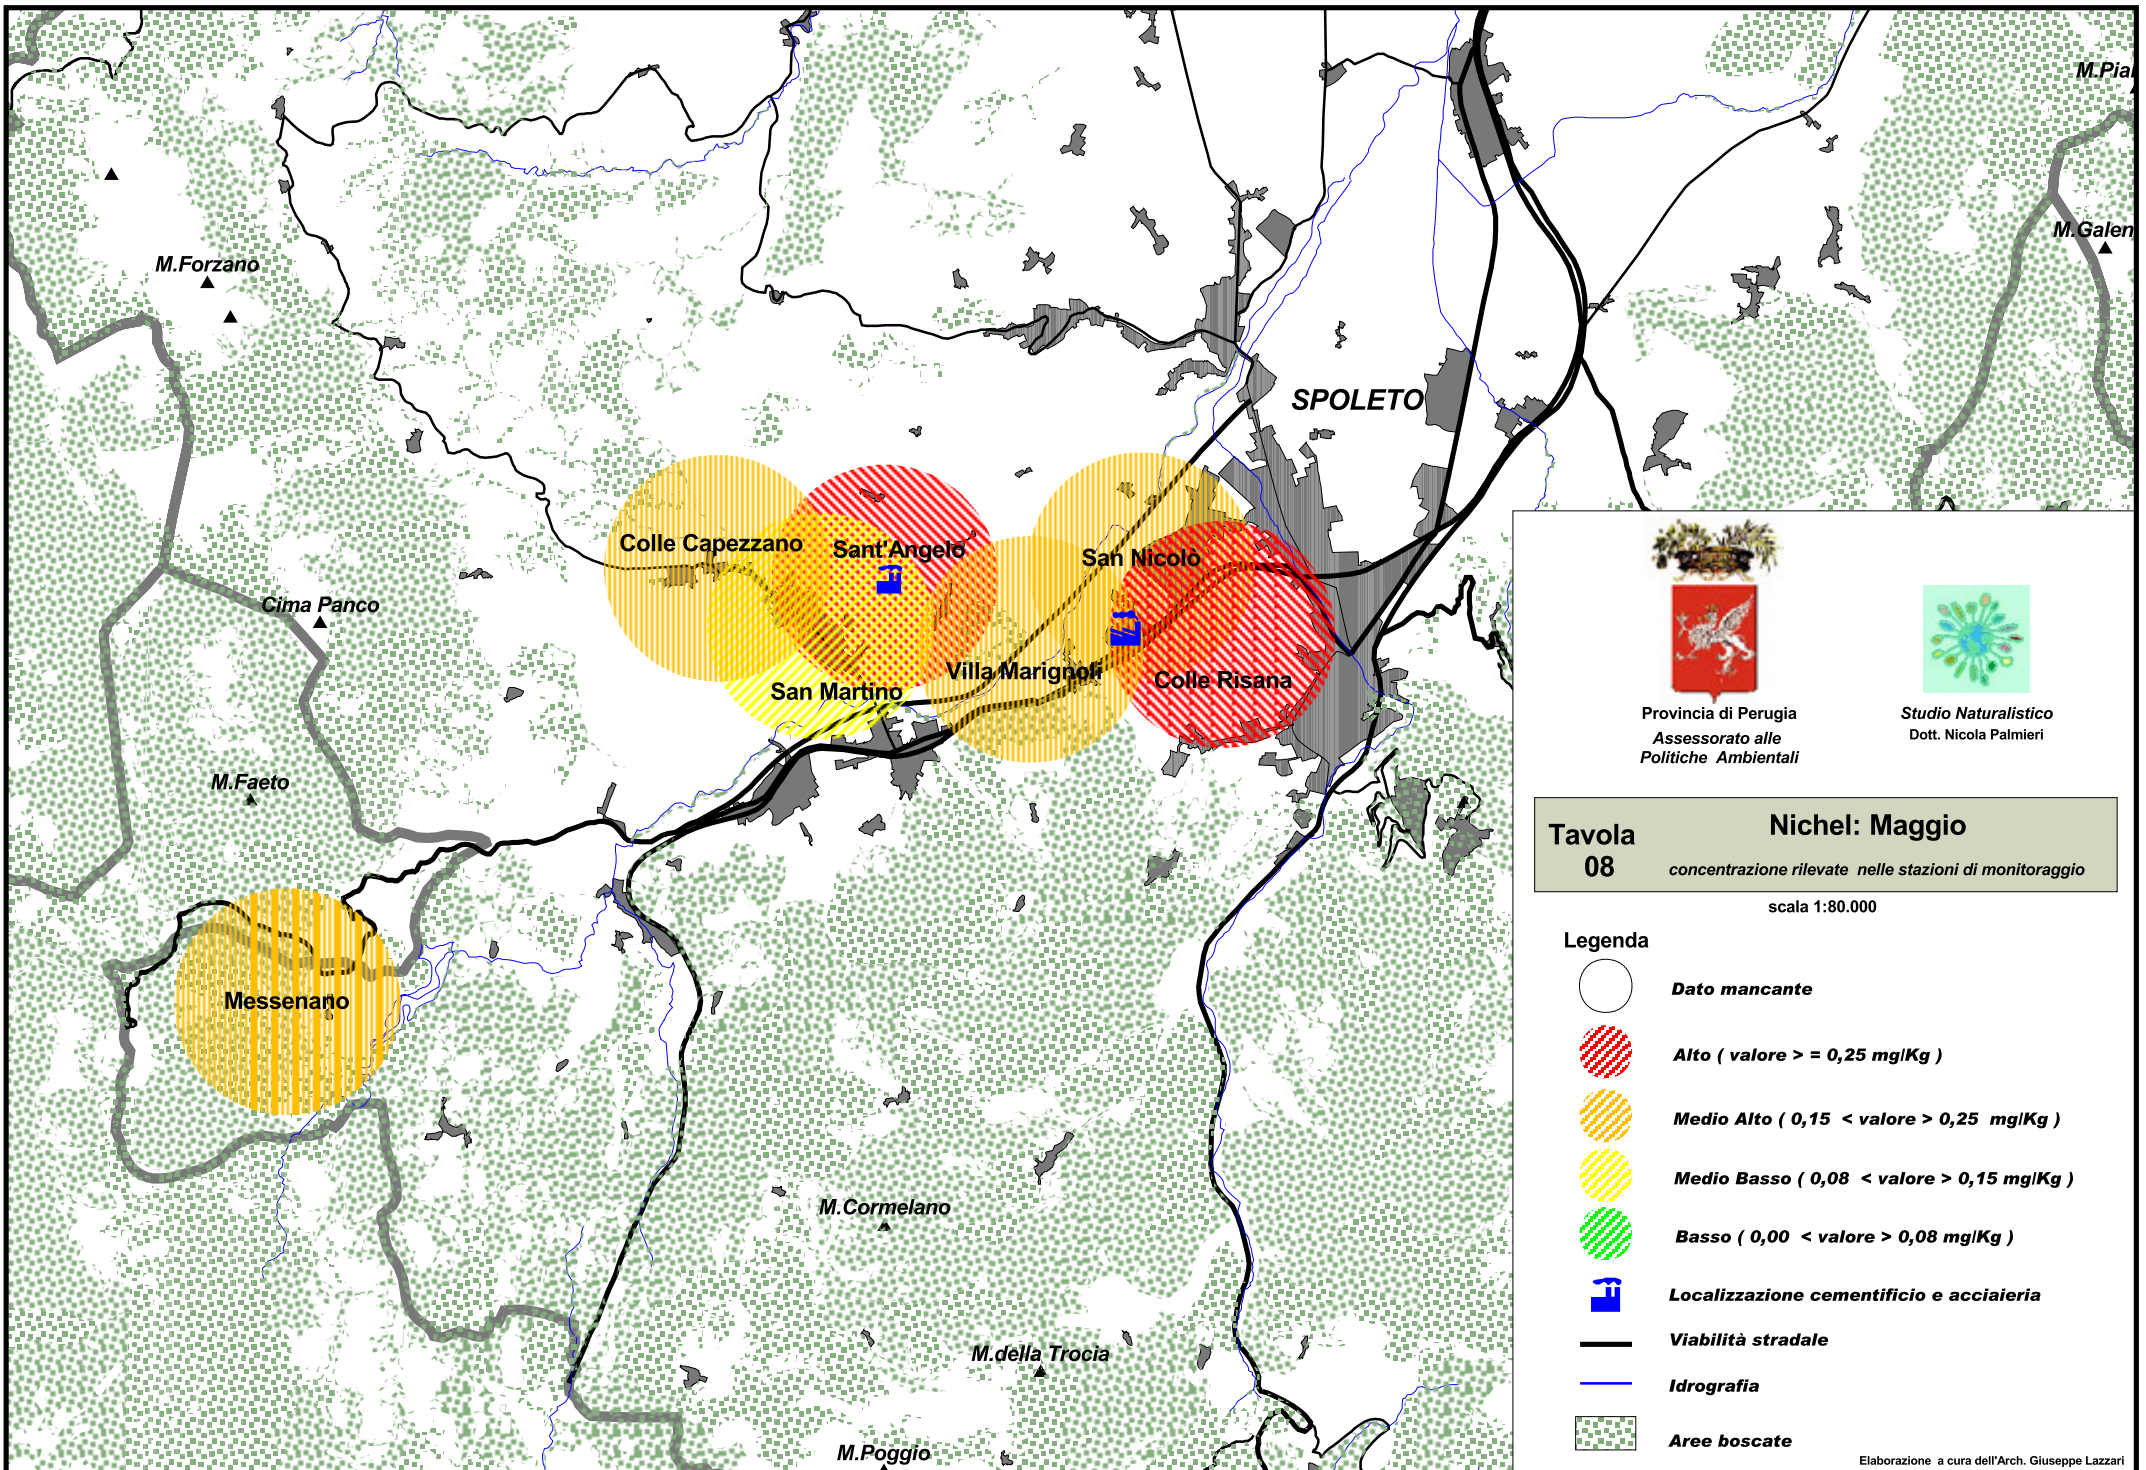 M.Pia
M.Galen
M.Forzano
SPOLETO
Colle Capezzano
Sant'Angelo
San Nicolò
Cima Panco
Villa Marignoli
San Martino
Colle Risana
M.Faeto
Messenano
M.Cormelano
M.della Trocia
M.Poggio
Provincia di Perugia
Assessorato alle
Politiche Ambientali
Studio Naturalistico
Dott. Nicola Palmieri
Tavola
08
Nichel: Maggio
concentrazione rilevate nelle stazioni di monitoraggio
scala 1:80.000
Legenda
Dato mancante
Alto ( valore > = 0,25 mg/Kg )
Medio Alto ( 0,15 < valore > 0,25 mg/Kg )
Medio Basso ( 0,08 < valore > 0,15 mg/Kg )
Basso ( 0,00 < valore > 0,08 mg/Kg )
Localizzazione cementificio e acciaieria
Viabilità stradale
Idrografia
Aree boscate
Elaborazione a cura dell'Arch. Giuseppe Lazzari